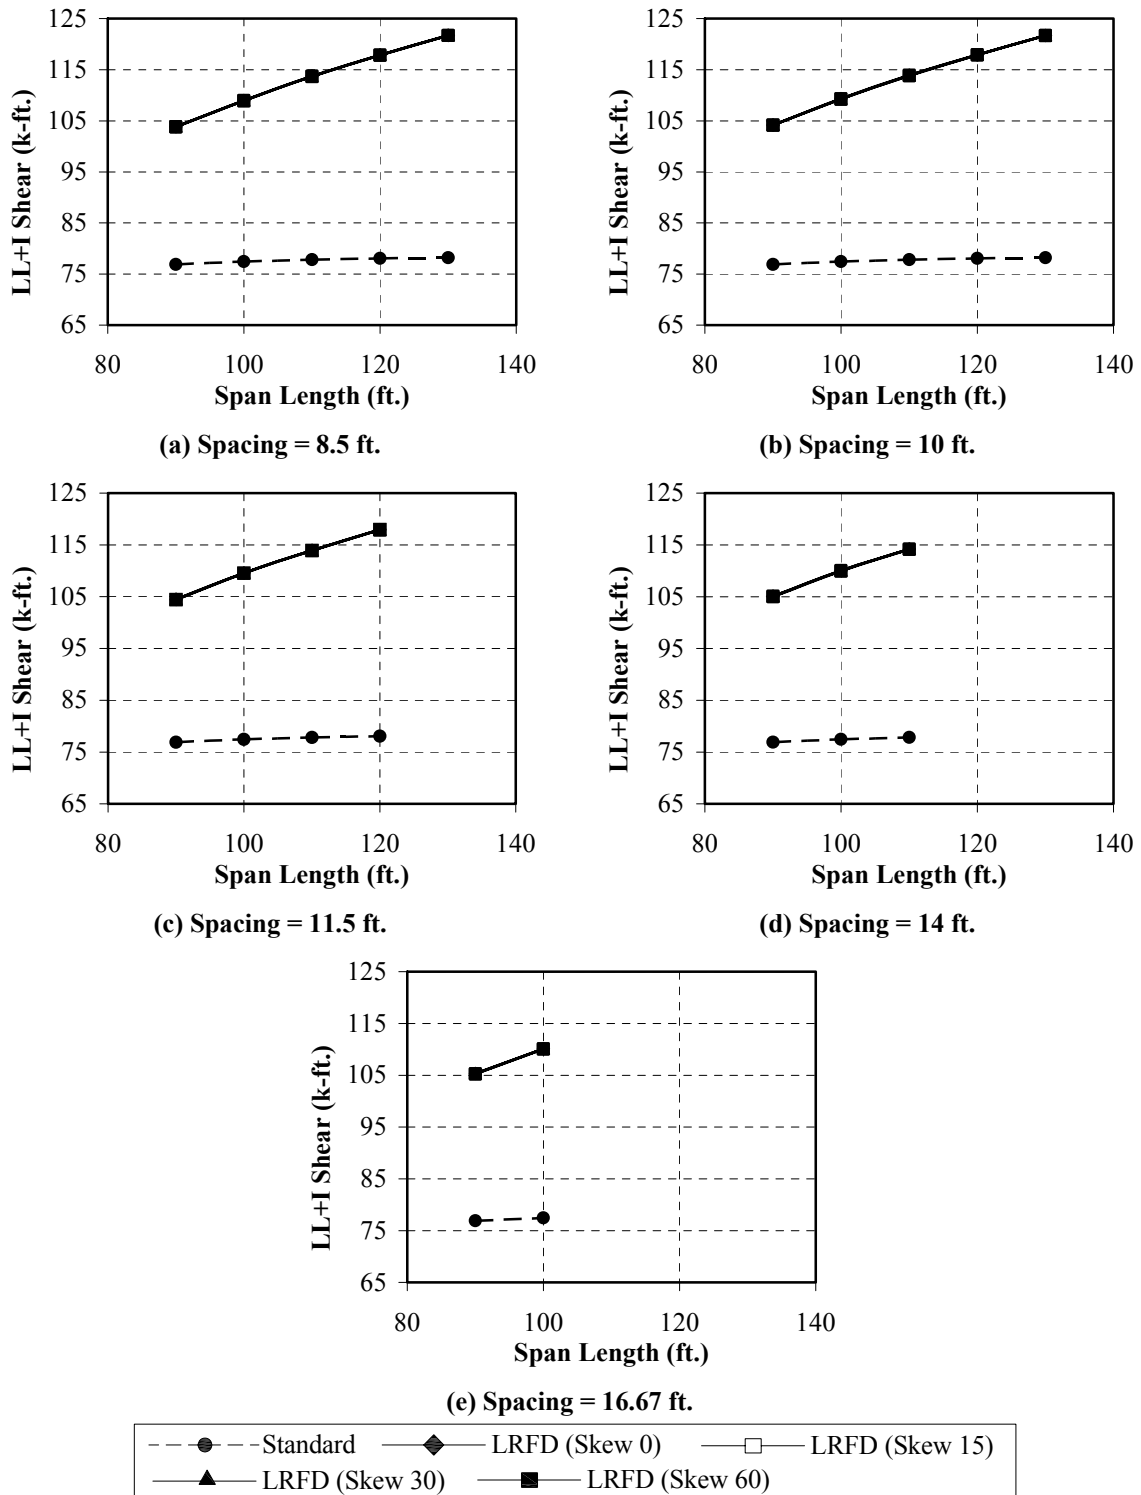 125
115
105
95
85
75
65
80 100 120 140
LL+I Shear (k-ft.)
Span Length (ft.)
(a) Spacing = 8.5 ft.
125
115
105
95
85
75
65
80 100 120 140
LL+I Shear (k-ft.)
Span Length (ft.)
(b) Spacing = 10 ft.
125
115
105
95
85
75
65
80 100 120 140
LL+I Shear (k-ft.)
Span Length (ft.)
(c) Spacing = 11.5 ft.
125
115
105
95
85
75
65
80 100 120 140
LL+I Shear (k-ft.)
Span Length (ft.)
(d) Spacing = 14 ft.
125
115
105
95
85
75
65
80 100 120 140
LL+I Shear (k-ft.)
Span Length (ft.)
(e) Spacing = 16.67 ft.
Standard LRFD (Skew 0) LRFD (Skew 15)
LRFD (Skew 30) LRFD (Skew 60)